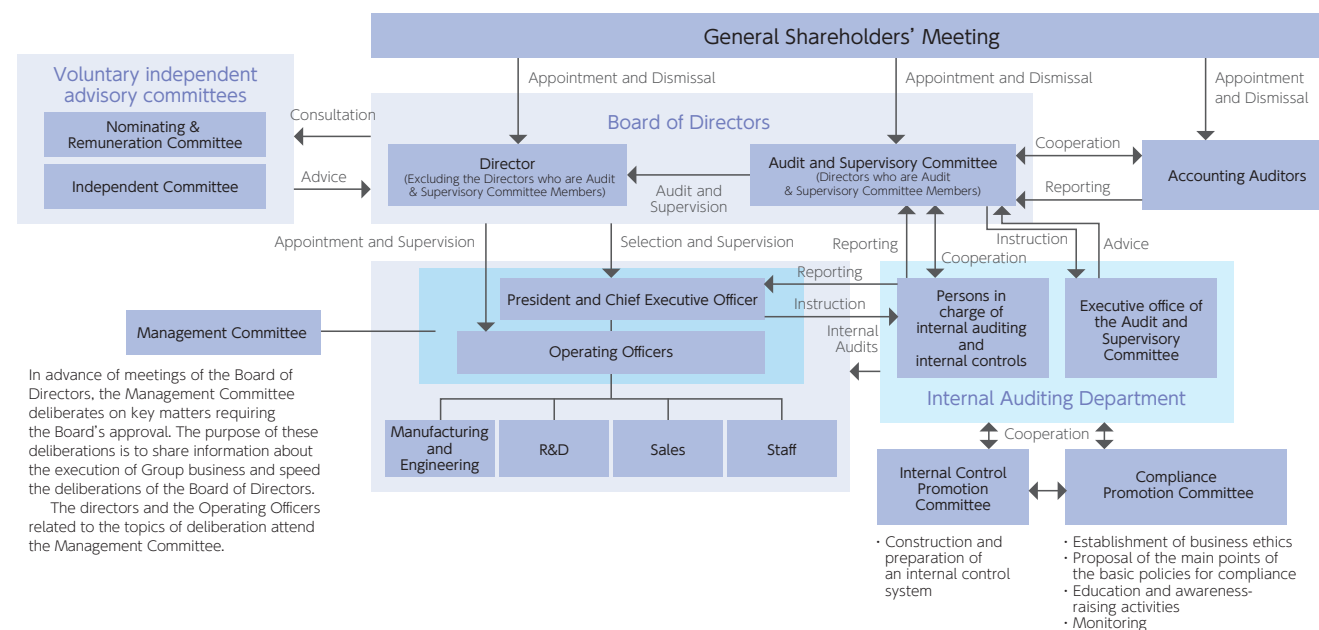 General Shareholders' Meeting
Voluntary independent
advisory committees
Nominating &
Remuneration Committee
Independent Committee
Consultation
Advice
Appointment and Dismissal
Appointment and Dismissal
Appointment
and Dismissal
Board of Directors
Director
(Excluding the Directors who are Audit
& Supervisory Committee Members)
Audit and
Supervision
Audit and Supervisory Committee
(Directors who are Audit
& Supervisory Committee Members)
Cooperation
Reporting
Accounting Auditors
Appointment and Supervision
Selection and Supervision
Reporting
Cooperation
Instruction
Advice
President and Chief Executive Officer
Reporting
Instruction
Internal
Audits
Operating Officers
Management Committee
Persons in
charge of
internal auditing
and
internal controls
Executive office of
the Audit and
Supervisory
Committee
Internal Auditing Department
In advance of meetings of the Board of
Directors, the Management Committee
deliberates on key matters requiring
the Board's approval. The purpose of these
deliberations is to share information about
the execution of Group business and speed
the deliberations of the Board of Directors.
The directors and the Operating Officers
related to the topics of deliberation attend
the Management Committee.
Manufacturing
and
Engineering
R&D
Sales
Staff
Cooperation
Internal Control
Promotion
Committee
Compliance
Promotion Committee
・Construction and
preparation of
an internal control
system
・Establishment of business ethics
・Proposal of the main points of
the basic policies for compliance
・Education and awareness-
raising activities
・Monitoring